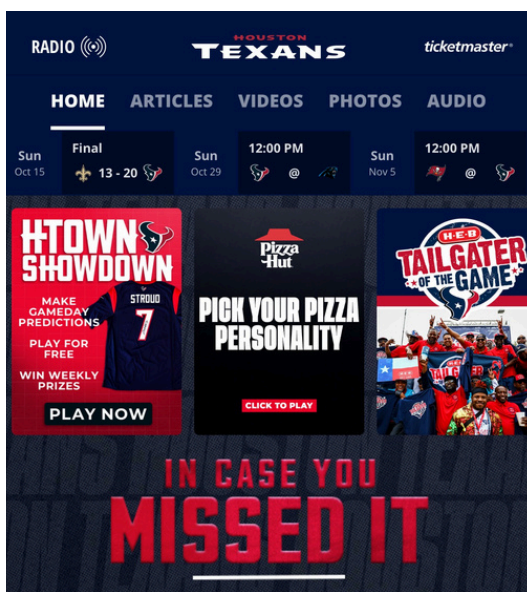 RADIO
HOUSTON
TEXANS
ticketmaster®
HOME ARTICLES VIDEOS PHOTOS AUDIO
Sun
Oct 15
Final
13 - 20
Sun
Oct 29
12:00 PM
@
Sun
Nov 5
12:00 PM
@
HTOWN
SHOWDOWN
MAKE
GAMEDAY
PREDICTIONS
PLAY FOR
FREE
WIN WEEKLY
PRIZES
STROUD
7
PLAY NOW
Pizza
Hut
PICK YOUR PIZZA
PERSONALITY
CLICK TO PLAY
H-E-B
TAILGATER
OF THE GAME
IN CASE YOU
MISSED IT